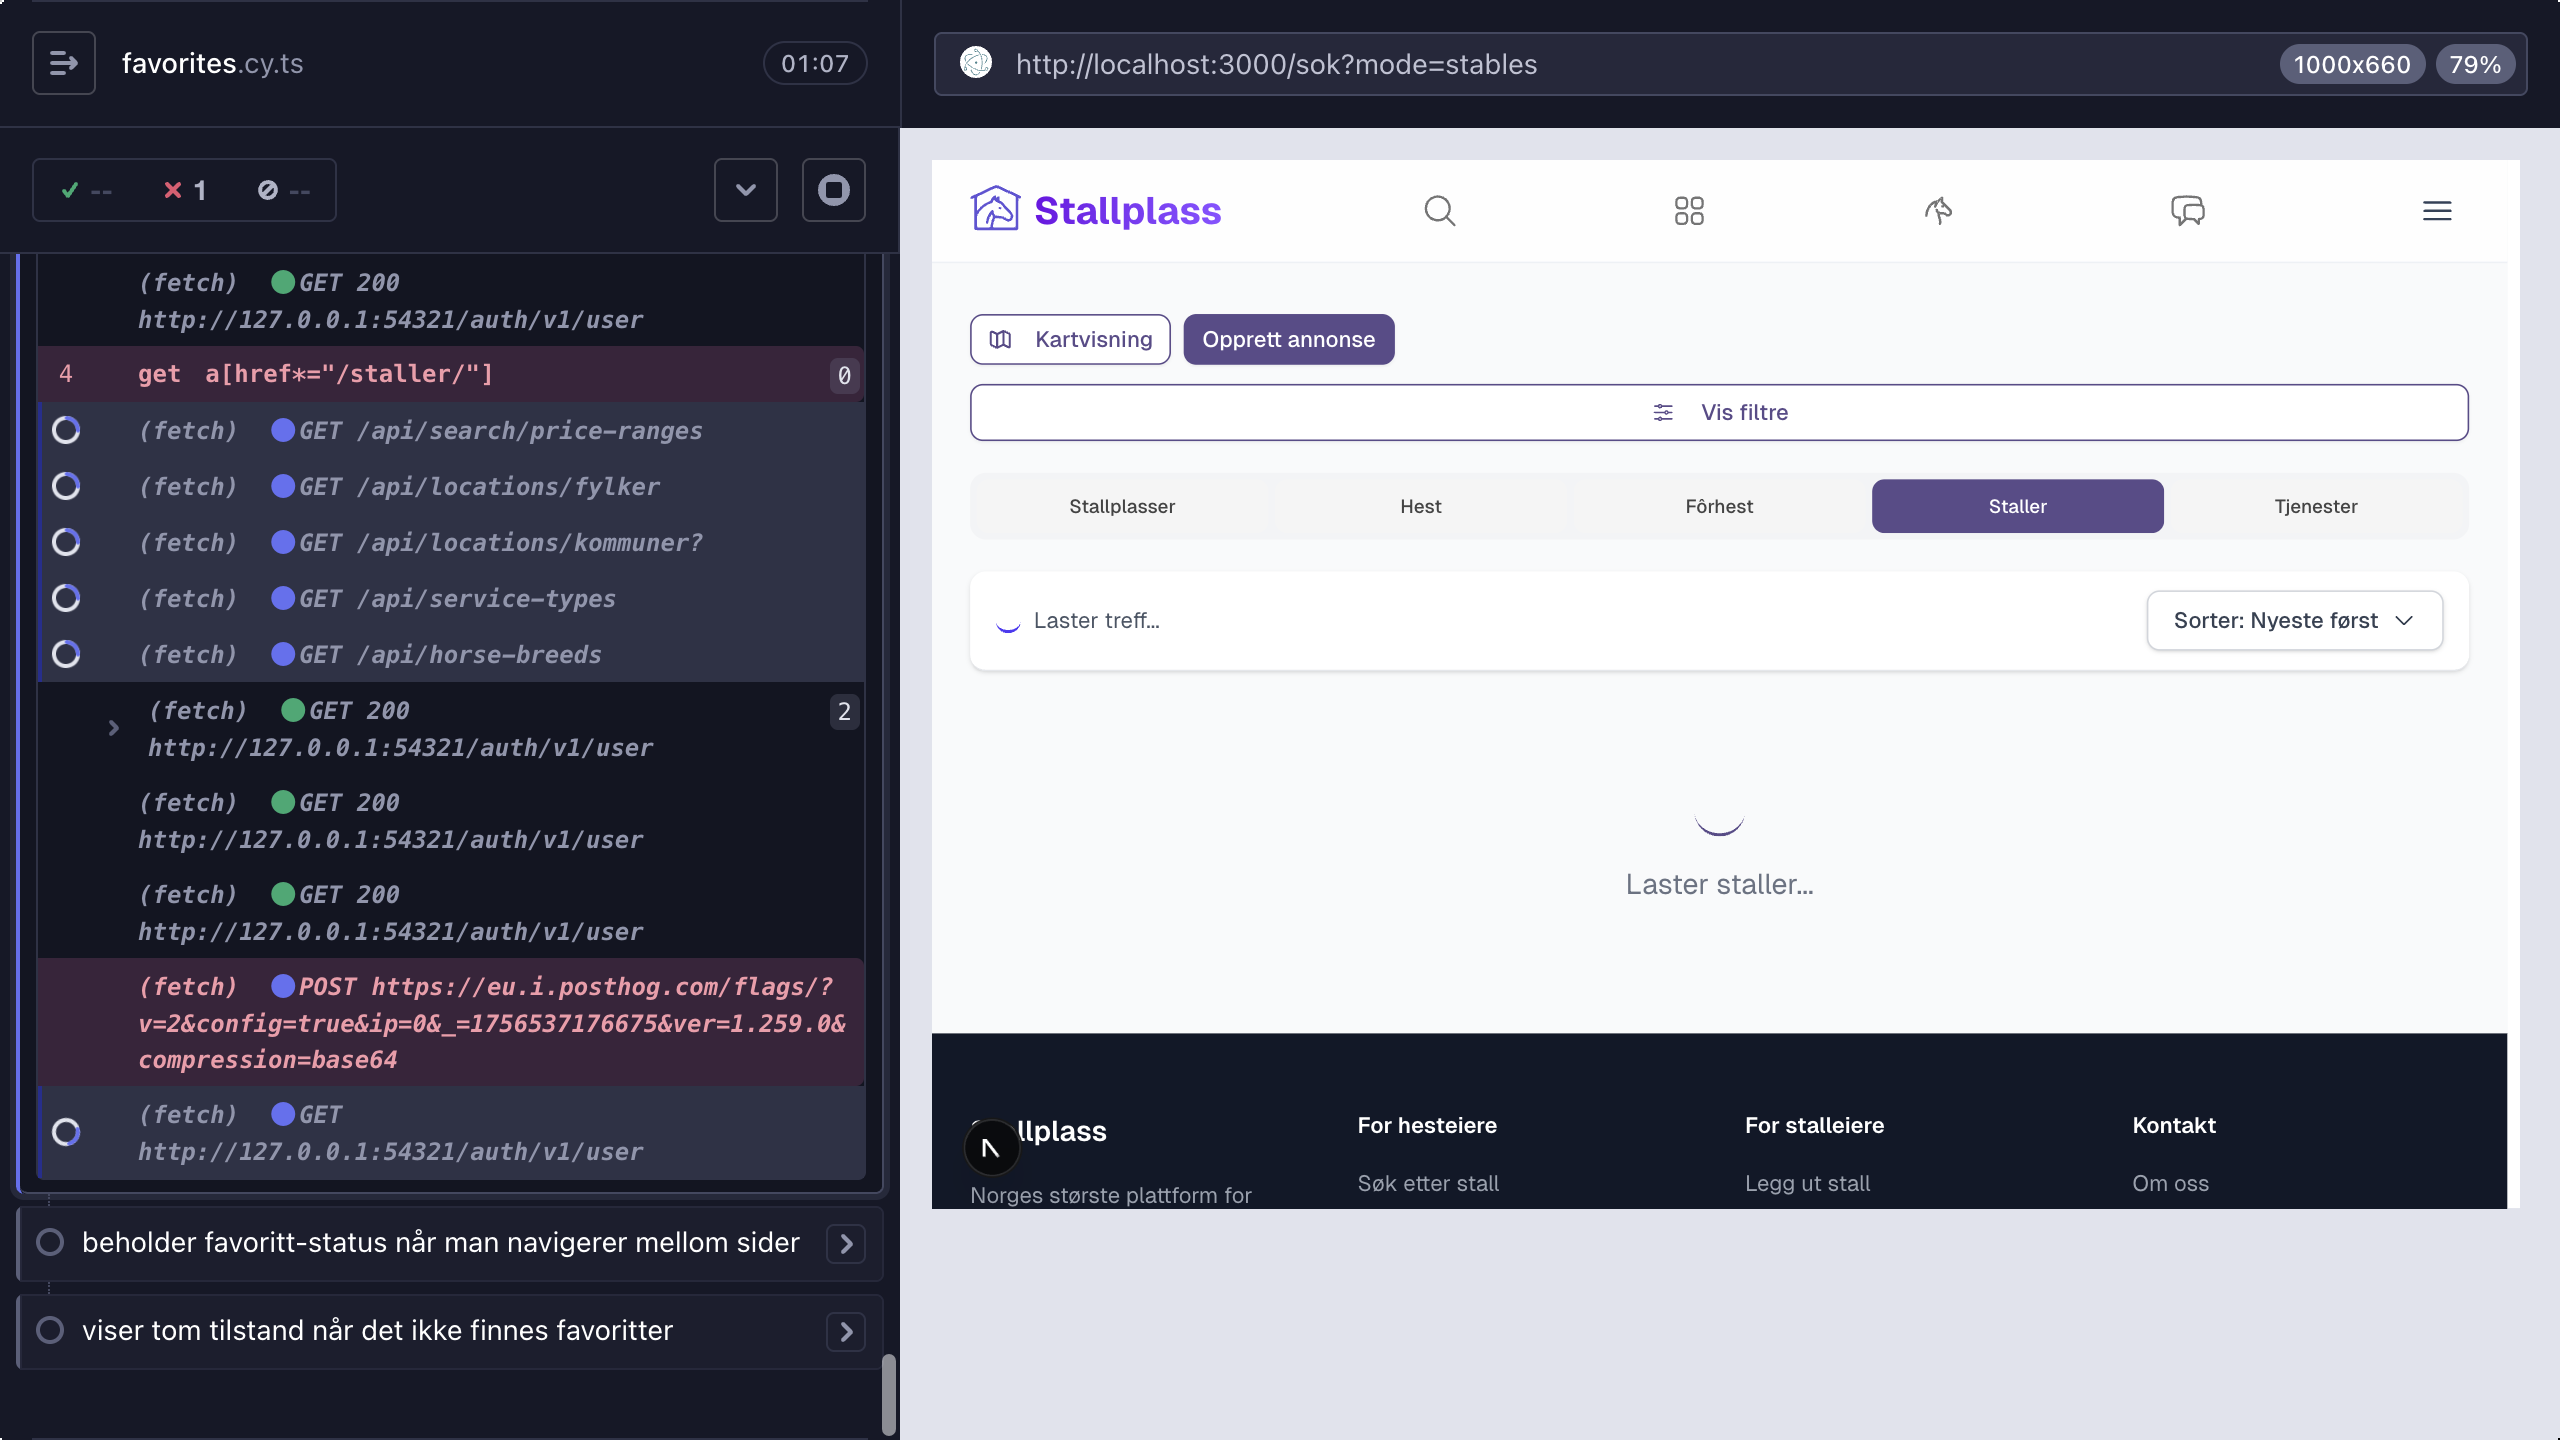 favorites.cy.ts
01:07
--
1
--
(fetch) GET 200
http://127.0.0.1:54321/auth/v1/user
4 get a[href*="/staller/"] 0
(fetch) GET /api/search/price-ranges
(fetch) GET /api/locations/fylker
(fetch) GET /api/locations/kommuner?
(fetch) GET /api/service-types
(fetch) GET /api/horse-breeds
(fetch) GET 200 2
http://127.0.0.1:54321/auth/v1/user
(fetch) GET 200
http://127.0.0.1:54321/auth/v1/user
(fetch) GET 200
http://127.0.0.1:54321/auth/v1/user
(fetch) POST https://eu.i.posthog.com/flags/?
v=2&config=true&ip=0&_=1756537176675&ver=1.259.0&
compression=base64
(fetch) GET
http://127.0.0.1:54321/auth/v1/user
beholder favoritt-status når man navigerer mellom sider
viser tom tilstand når det ikke finnes favoritter
http://localhost:3000/sok?mode=stables
1000x660
79%
Stallplass
Kartvisning
Opprett annonse
Vis filtre
Stallplasser
Hest
Fôrhest
Staller
Tjenester
Laster treff...
Sorter: Nyeste først
Laster staller...
llplass
Norges største plattform for
For hesteiere
Søk etter stall
For stalleiere
Legg ut stall
Kontakt
Om oss